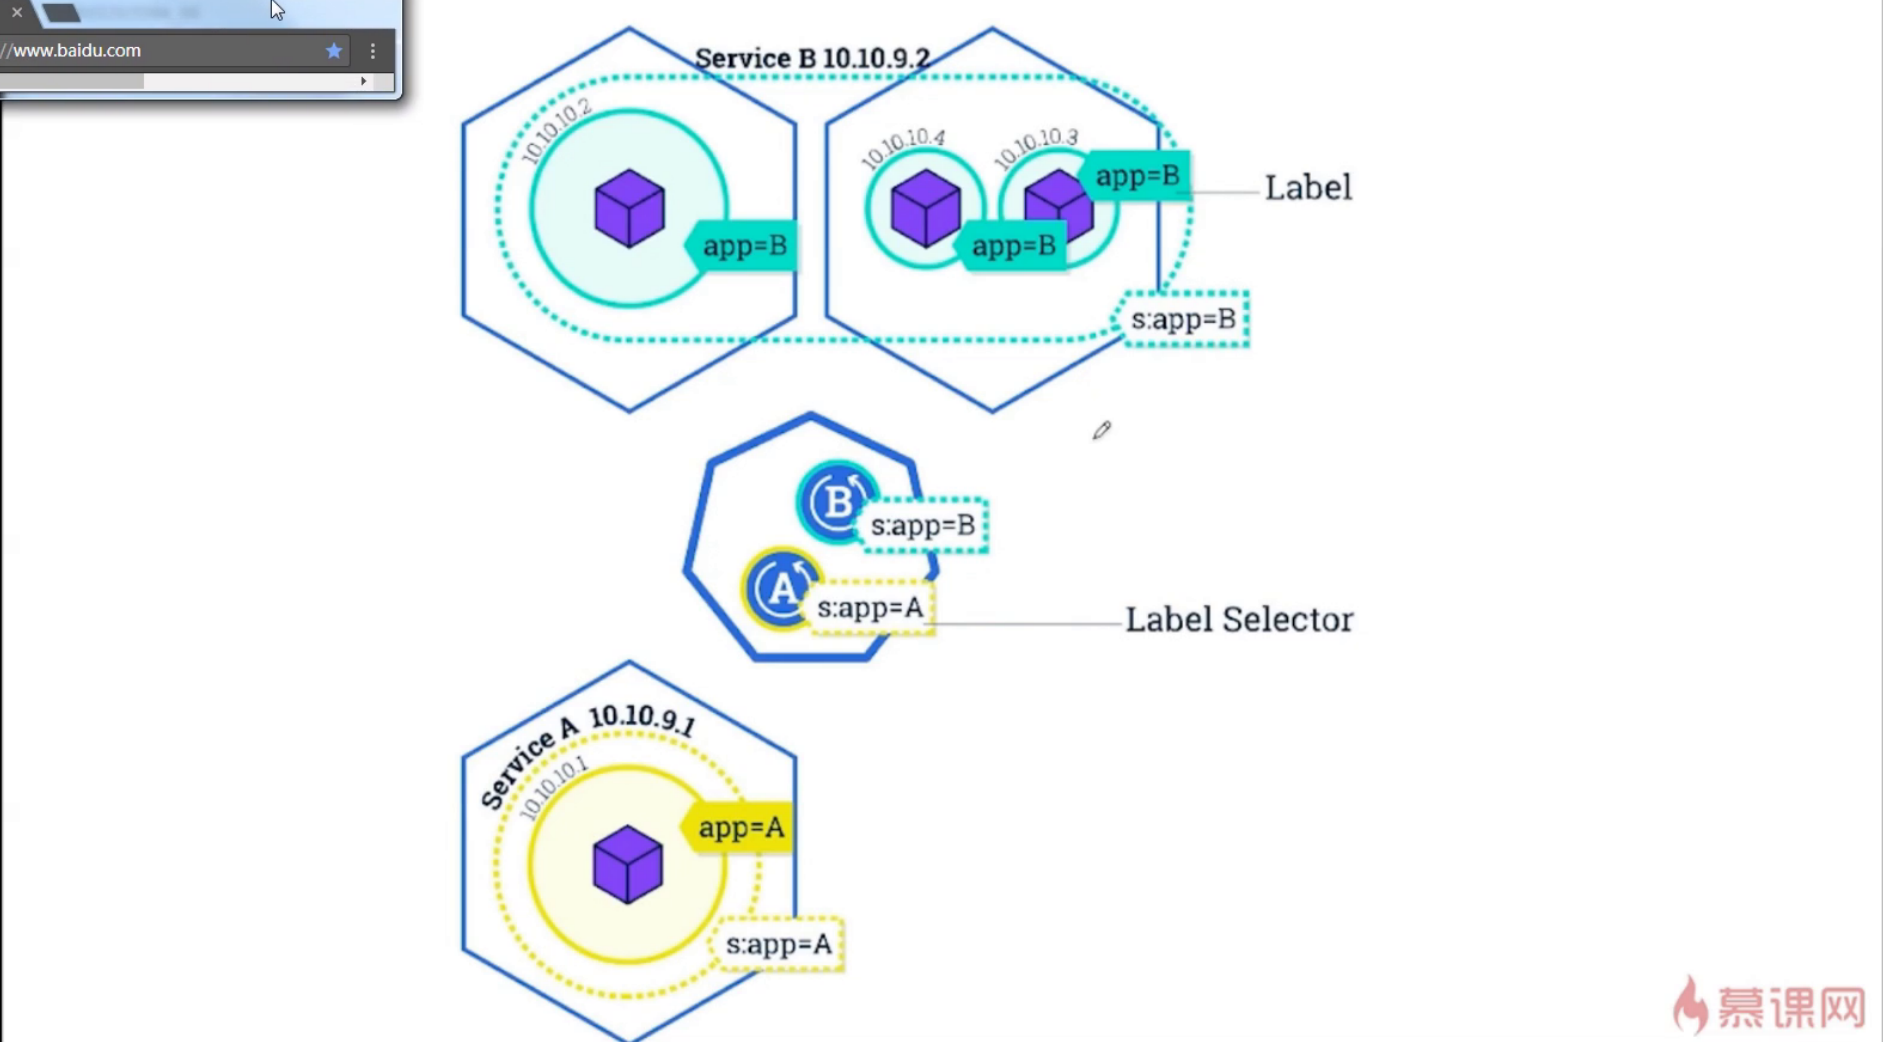 //www.baidu.com
Service B 10.10.9.2
10.10.10.2
10.10.10.4
10.10.10.3
app=B
Label
app=B
app=B
s:app=B
B
s:app=B
A
s:app=A
Label Selector
Service A 10.10.9.1
10.10.10.1
app=A
s:app=A
慕课网